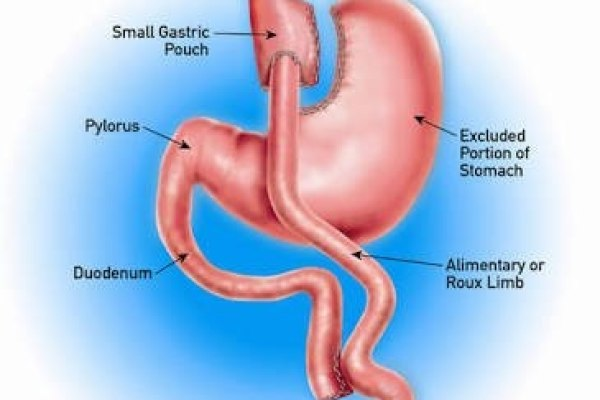 Small Gastric
Pouch
Pylorus
Excluded
Portion of
Stomach
Duodenum
Alimentary or
Roux Limb